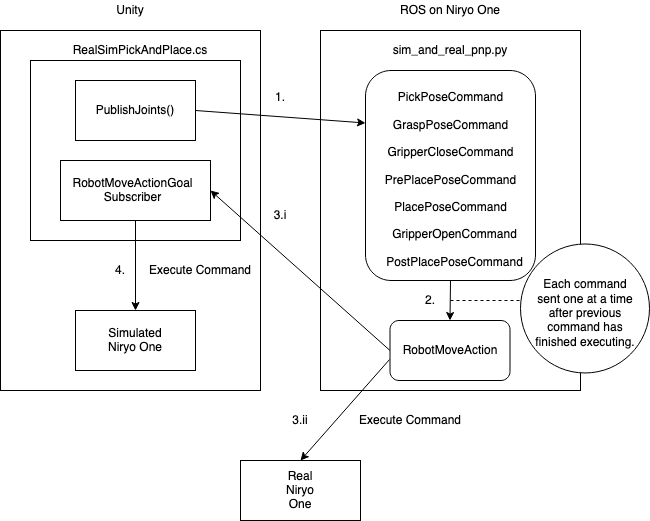 Unity
ROS on Niryo One
RealSimPickAndPlace.cs
sim_and_real_pnp.py
PublishJoints()
1.
PickPoseCommand
GraspPoseCommand
GripperCloseCommand
PrePlacePoseCommand
PlacePoseCommand
GripperOpenCommand
PostPlacePoseCommand
RobotMoveActionGoal
Subscriber
3.i
4.
Execute Command
2.
Each command
sent one at a time
after previous
command has
finished executing.
Simulated
Niryo One
RobotMoveAction
3.ii
Execute Command
Real
Niryo
One